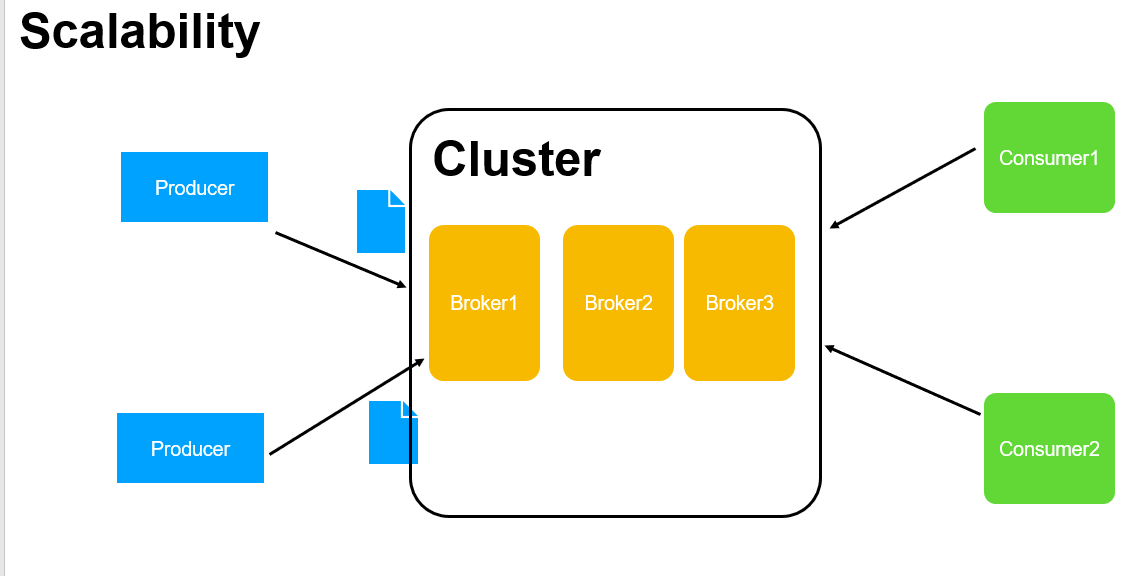 Scalability
Cluster
Producer
Consumer1
Broker1
Broker2
Broker3
Producer
Consumer2